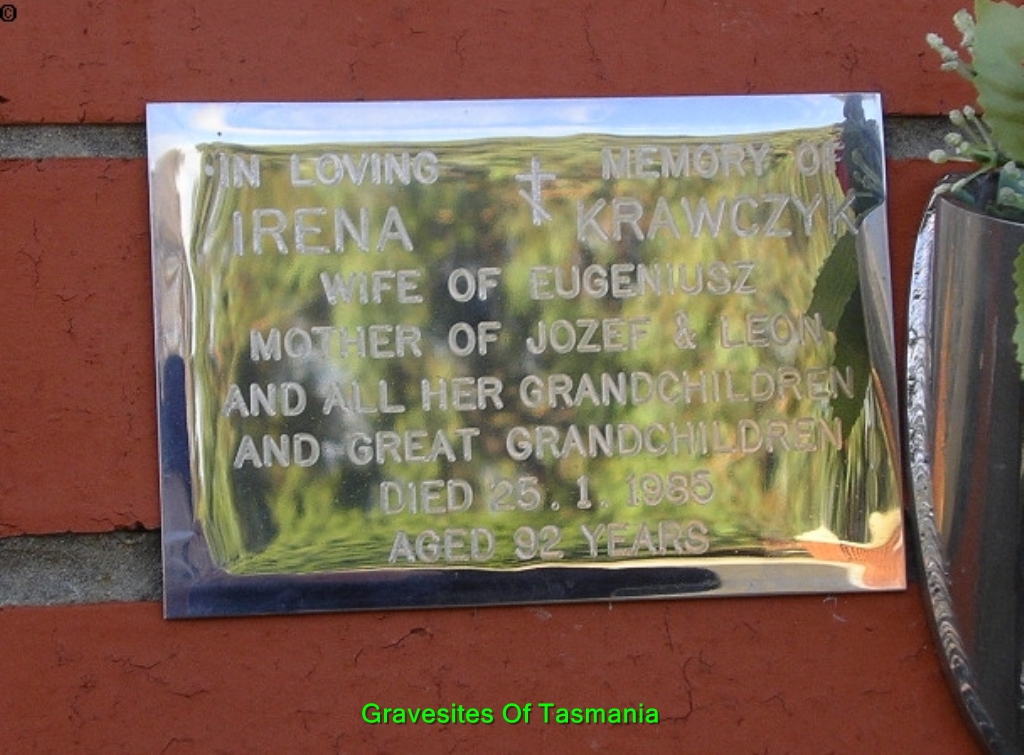 ©
IN LOVING MEMORY OF
IRENA KRAWCZYK
WIFE OF EUGENIUSZ
MOTHER OF JOZEF & LEON
AND ALL HER GRANDCHILDREN
AND GREAT GRANDCHILDREN
DIED 25.1.1985
AGED 92 YEARS
Gravesites Of Tasmania